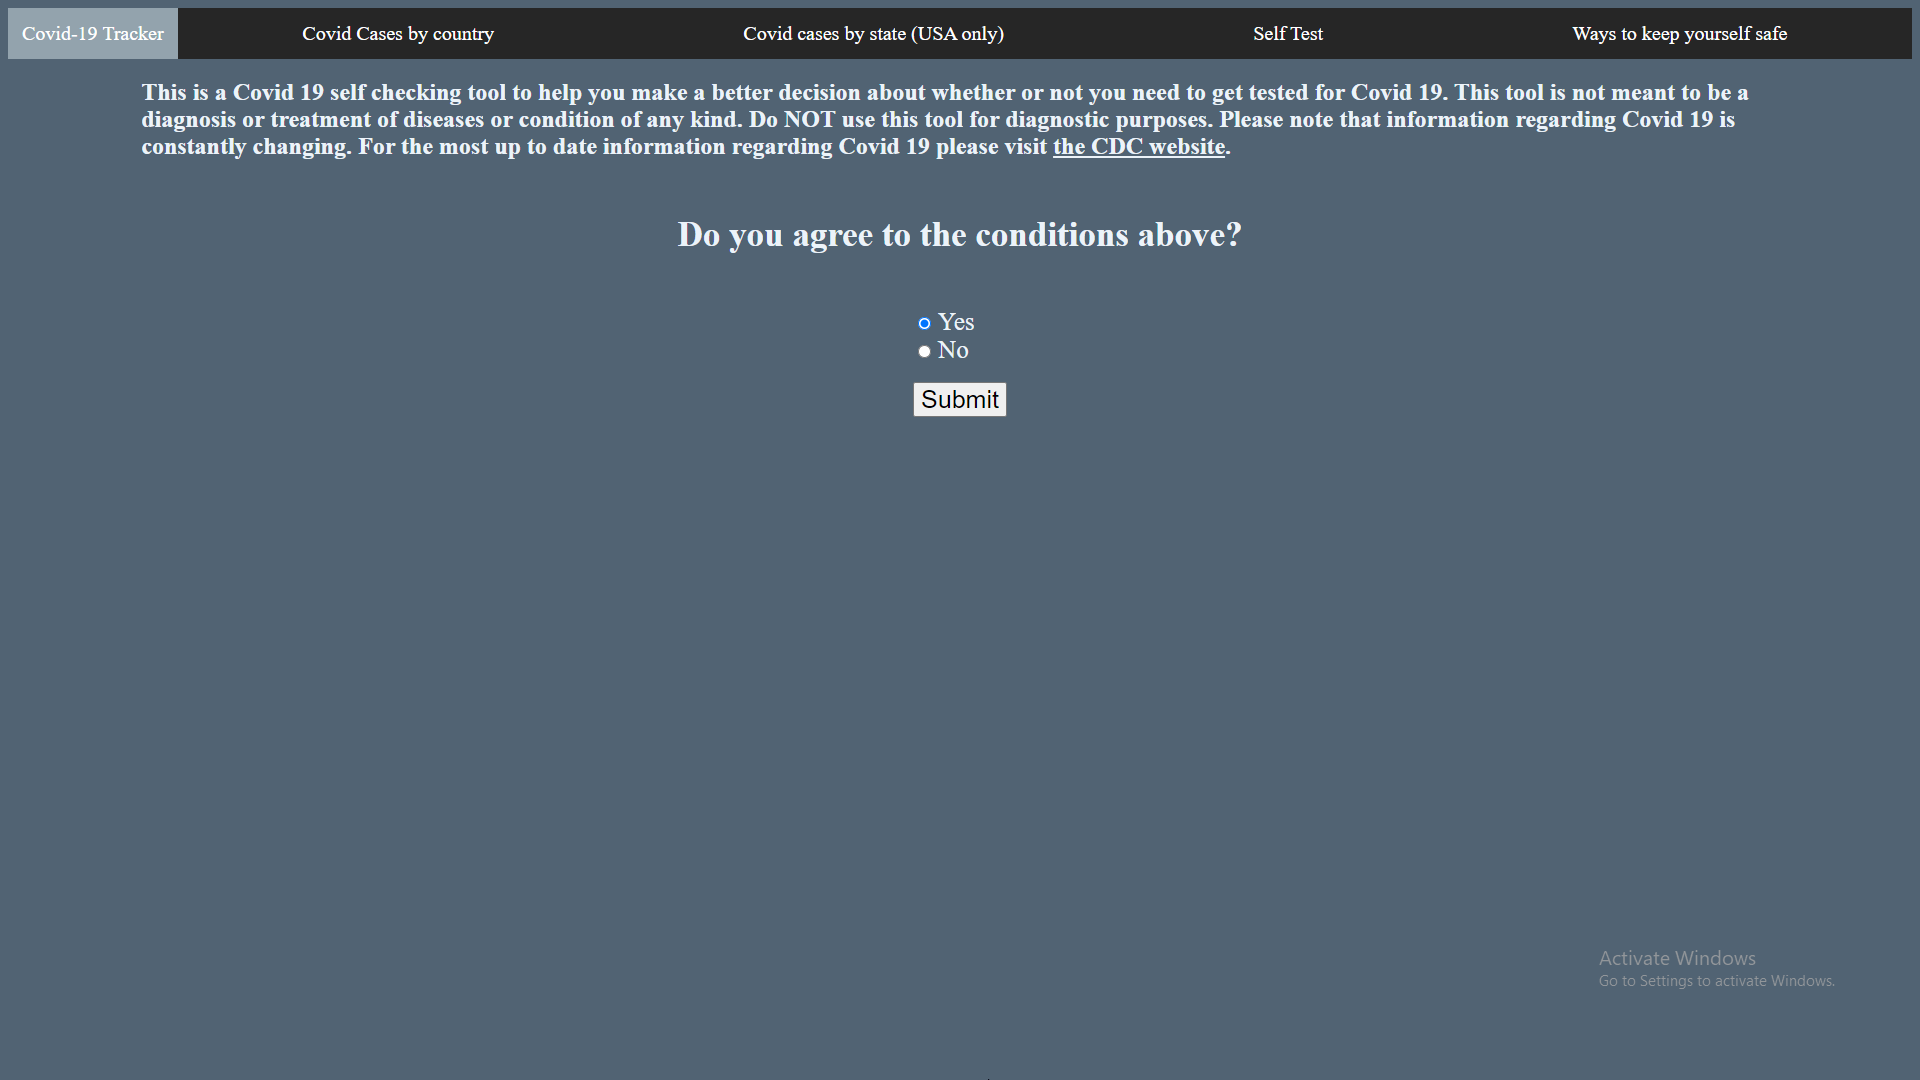 Covid-19 Tracker Covid Cases by country Covid cases by state (USA only) Self Test Ways to keep yourself safe
This is a Covid 19 self checking tool to help you make a better decision about whether or not you need to get tested for Covid 19. This tool is not meant to be a
diagnosis or treatment of diseases or condition of any kind. Do NOT use this tool for diagnostic purposes. Please note that information regarding Covid 19 is
constantly changing. For the most up to date information regarding Covid 19 please visit the CDC website.
Do you agree to the conditions above?
Yes
No
Submit
Activate Windows
Go to Settings to activate Windows.